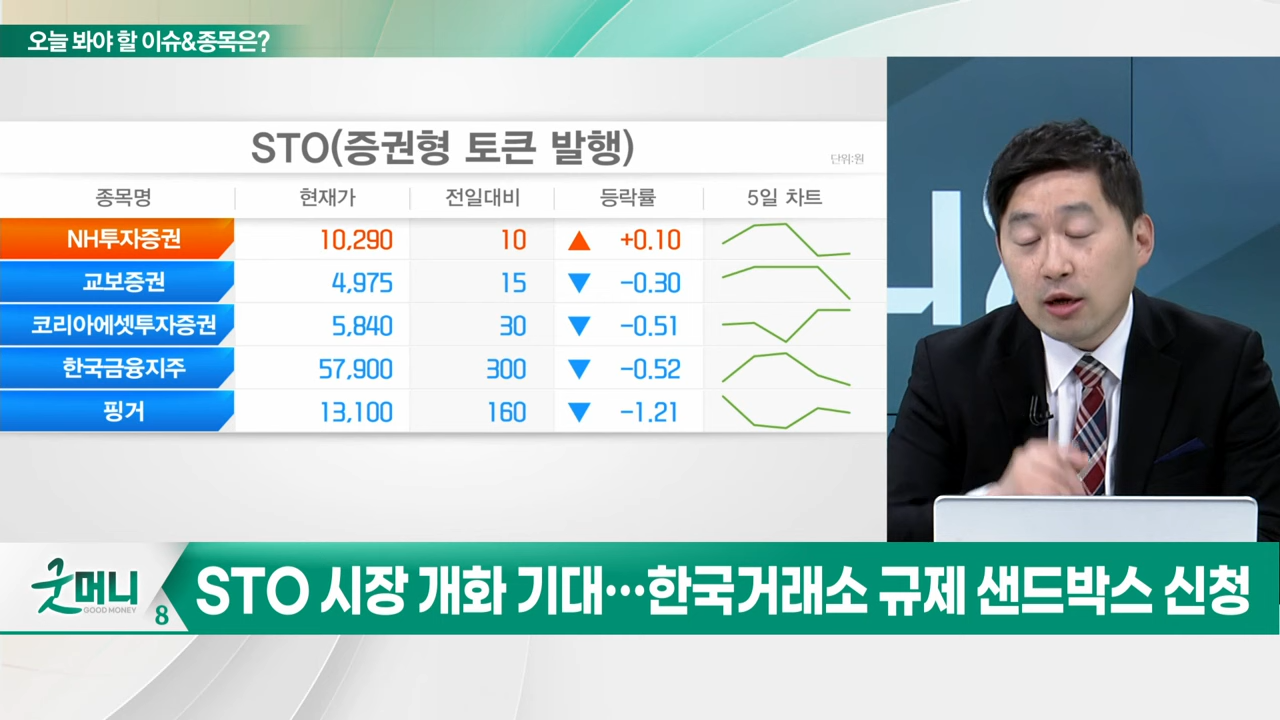 오늘 봐야 할 이슈&종목은?
STO(증권형 토큰 발행)
단위:원
종목명 현재가 전일대비 등락률 5일 차트
NH투자증권 10,290 10 ▲ +0.10
교보증권 4,975 15 ▼ -0.30
코리아에셋투자증권 5,840 30 ▼ -0.51
한국금융지주 57,900 300 ▼ -0.52
핑거 13,100 160 ▼ -1.21
굿머니
GOOD MONEY
8
STO 시장 개화 기대…한국거래소 규제 샌드박스 신청